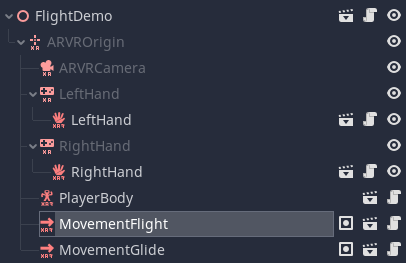 FlightDemo
ARVROrigin
ARVRCamera
LeftHand
LeftHand
RightHand
RightHand
PlayerBody
MovementFlight
MovementGlide